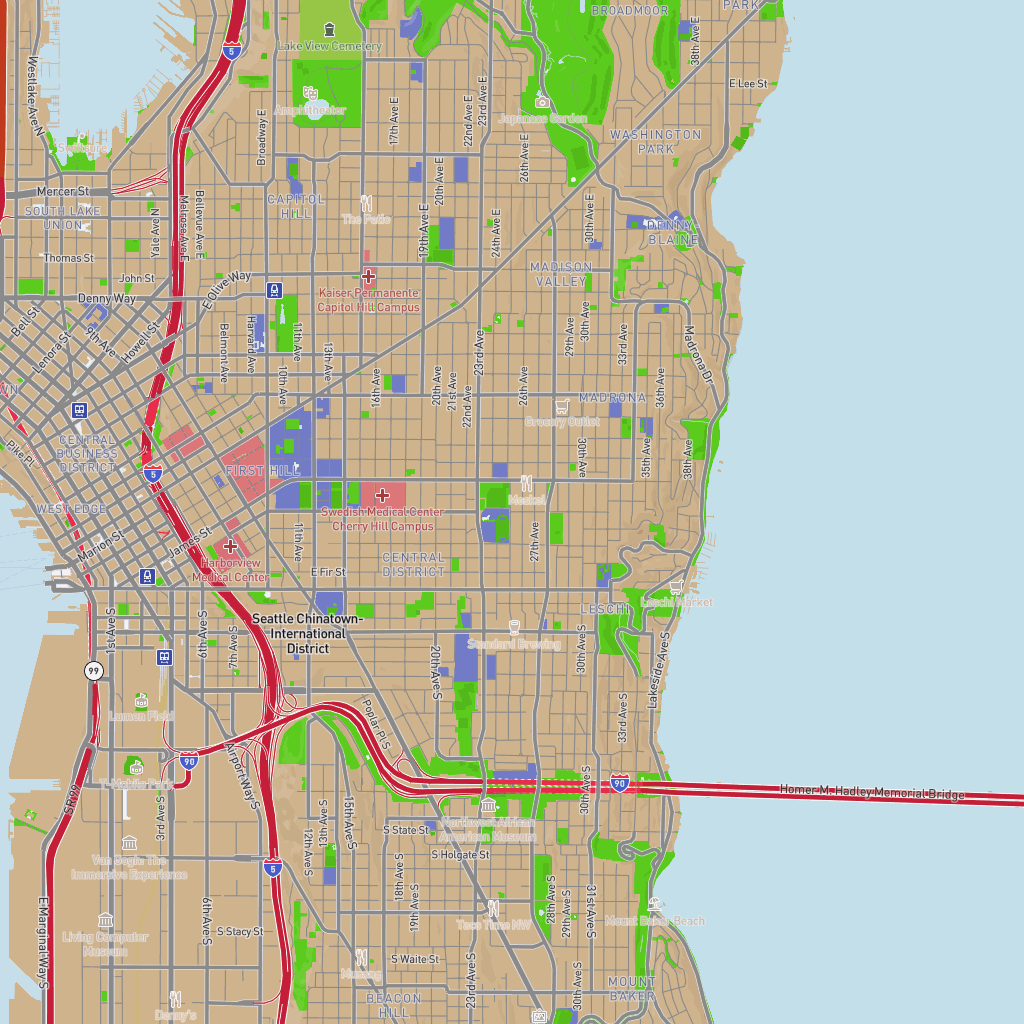 BROADMOOR
PARK
5
Lake View Cemetery
38th Ave E
Westlake Ave N
E Lee St
Amphitheater
Broadway E
17th Ave E
22nd Ave E
23rd Ave E
Japanese Garden
26th Ave E
WASHINGTON
PARK
Mercer St
SOUTH LAKE
UNION
Yale Ave N
Melrose Ave E
Bellevue Ave E
CAPITOL
HILL
The Patio
20th Ave E
19th Ave E
24th Ave E
30th Ave E
DENNY
BLAINE
Thomas St
John St
Denny Way
E Olive Way
Kaiser Permanente
Capitol Hill Campus
MADISON
VALLEY
Bell St
Lenora St
9th Ave
Howell St
Belmont Ave
Harvard Ave
11th Ave
10th Ave
13th Ave
16th Ave
20th Ave
21st Ave
22nd Ave
23rd Ave
26th Ave
29th Ave
30th Ave
33rd Ave
36th Ave
Madrona Dr
MADRONA
Grocery Outlet
30th Ave
35th Ave
38th Ave
WN
Pike Pl
CENTRAL
BUSINESS
DISTRICT
5
FIRST HILL
WEST EDGE
Marion St
James St
Swedish Medical Center
Cherry Hill Campus
Meskel
Harborview
Medical Center
11th Ave
E Fir St
CENTRAL
DISTRICT
27th Ave
LESCHI
Leschi Market
1st Ave S
6th Ave S
7th Ave S
Seattle Chinatown-
International
District
Standard Brewing
20th Ave S
30th Ave S
Lakeside Ave S
33rd Ave S
99
Lumen Field
Poplar Pl S
90
Airport Way S
T-Mobile Park
SR 99
3rd Ave S
90
30th Ave S
Homer M. Hadley Memorial Bridge
Northwest African
American Museum
12th Ave S
13th Ave S
15th Ave S
S State St
S Holgate St
Van Gogh: The
Immersive Experience
5
18th Ave S
19th Ave S
28th Ave S
29th Ave S
31st Ave S
Mount Baker Beach
E Marginal Way S
6th Ave S
Living Computer
Museum
S Stacy St
Taco Time NW
S Waite St
23rd Ave S
30th Ave S
MOUNT
BAKER
Denny's
BEACON
HILL